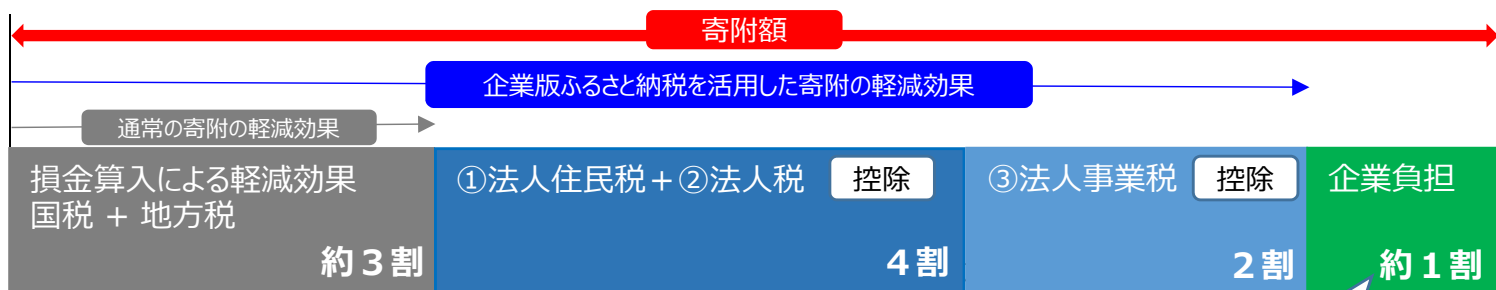 寄附額
企業版ふるさと納税を活用した寄附の軽減効果
通常の寄附の軽減効果
損金算入による軽減効果
国税 + 地方税
約3割
①法人住民税+②法人税 控除
4割
③法人事業税 控除
2割
企業負担
約1割